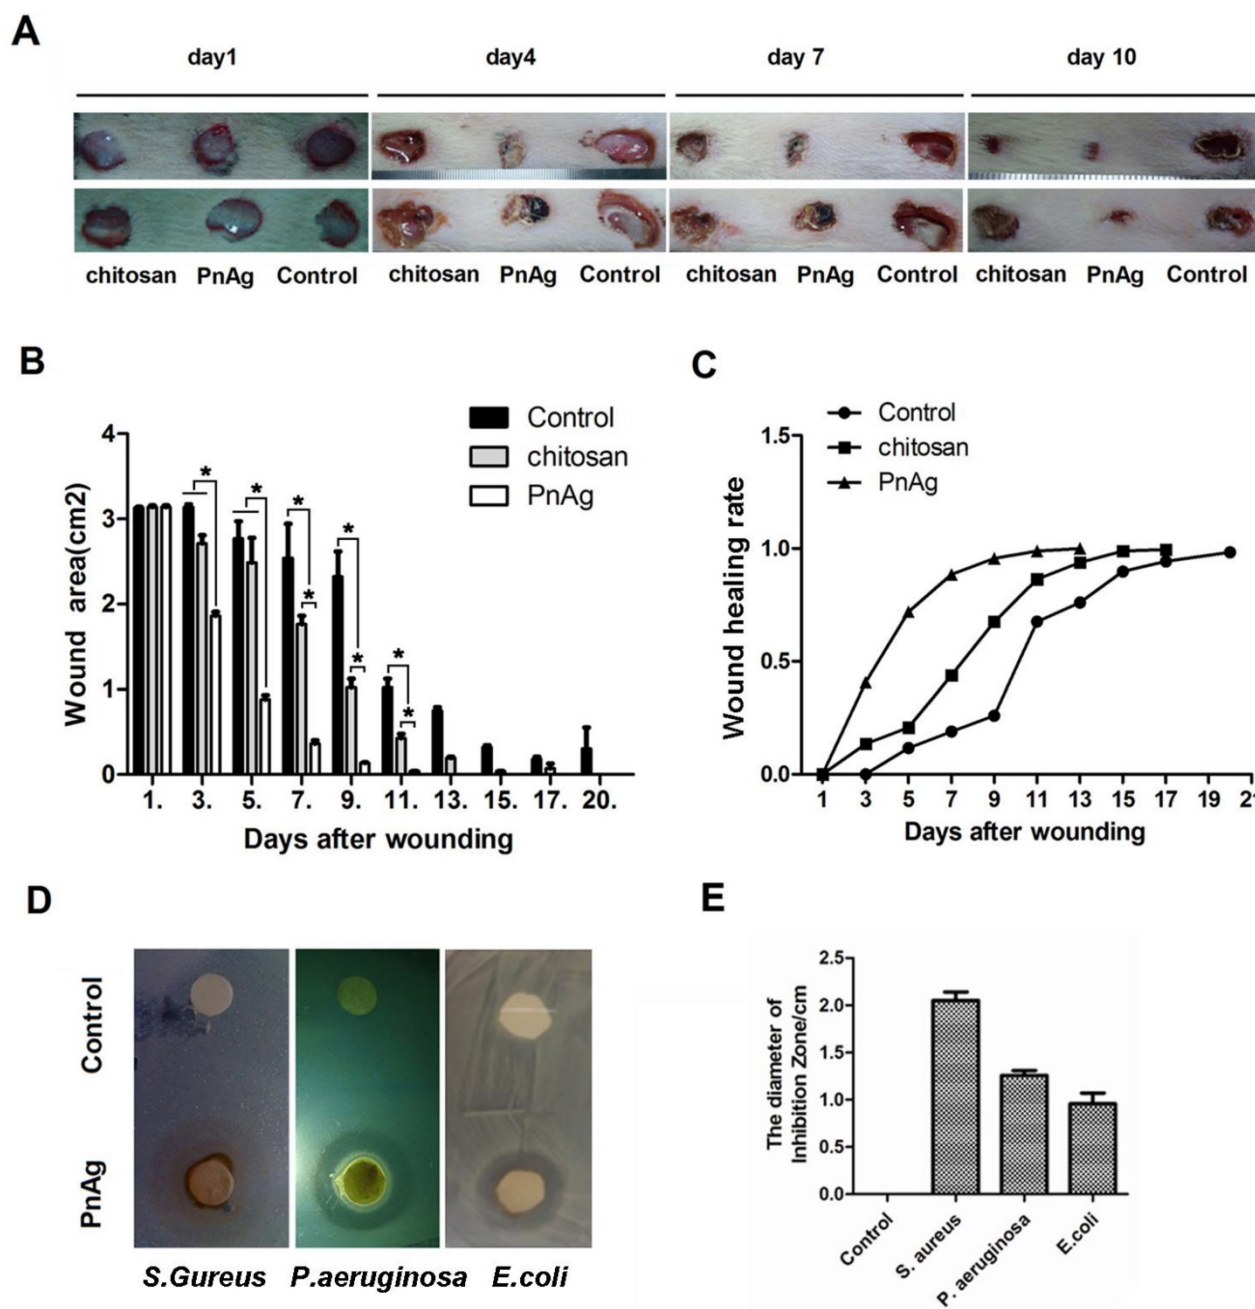 A
day1 day4 day 7 day 10
chitosan PnAg Control chitosan PnAg Control chitosan PnAg Control chitosan PnAg Control
B
Control
chitosan
PnAg
Wound area(cm2)
4
3
2
1
0
* * * * * * * *
1. 3. 5. 7. 9. 11. 13. 15. 17. 20.
Days after wounding
C
Control
chitosan
PnAg
Wound healing rate
1.5
1.0
0.5
0.0
1 3 5 7 9 11 13 15 17 19 21
Days after wounding
D
Control
PnAg
S.Gureus P.aeruginosa E.coli
E
The diameter of
Inhibition Zone/cm
2.5
2.0
1.5
1.0
0.5
0.0
Control S. aureus P. aeruginosa E.coli